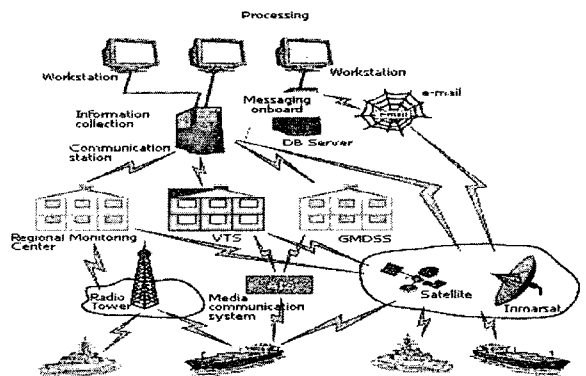 Processing
Workstation
Workstation
e-mail
Messaging
onboard
Information
collection
DB Server
Communication
station
Regional Monitoring
Center
VTS
GMDSS
Radio
Tower
Media communication
system
Satellite
Inmarsat